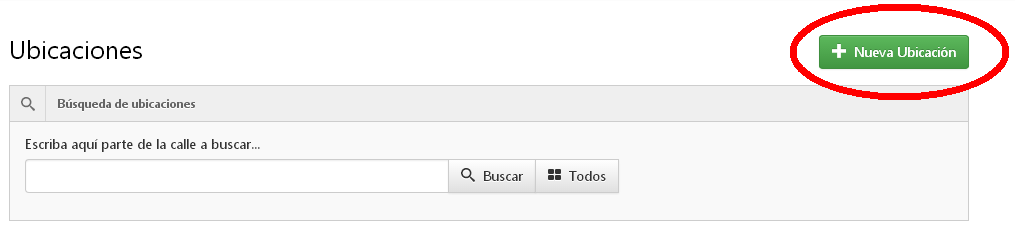 Ubicaciones
Nueva Ubicación
Búsqueda de ubicaciones
Escriba aquí parte de la calle a buscar...
Buscar Todos